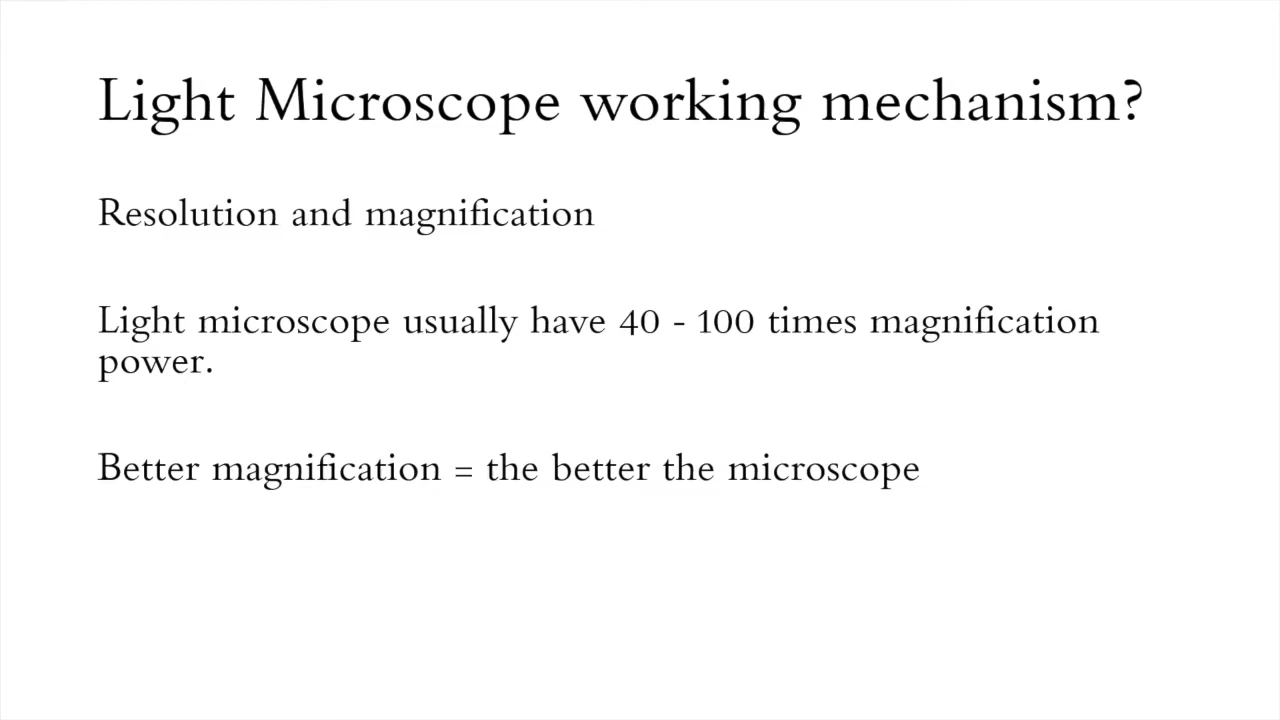 Light Microscope working mechanism?
Resolution and magnification
Light microscope usually have 40 - 100 times magnification
power.
Better magnification = the better the microscope